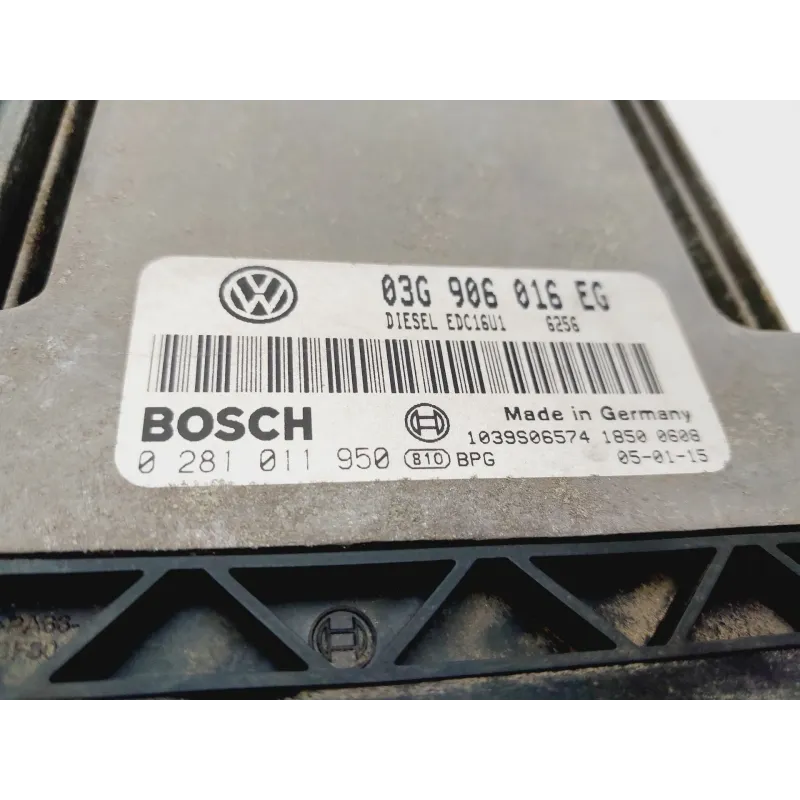 03G 906 016 EG
DIESEL EDC16U1 6256
BOSCH
Made in Germany
1039S06574 1850 0608
0 281 011 950 810 BPG
05-01-15